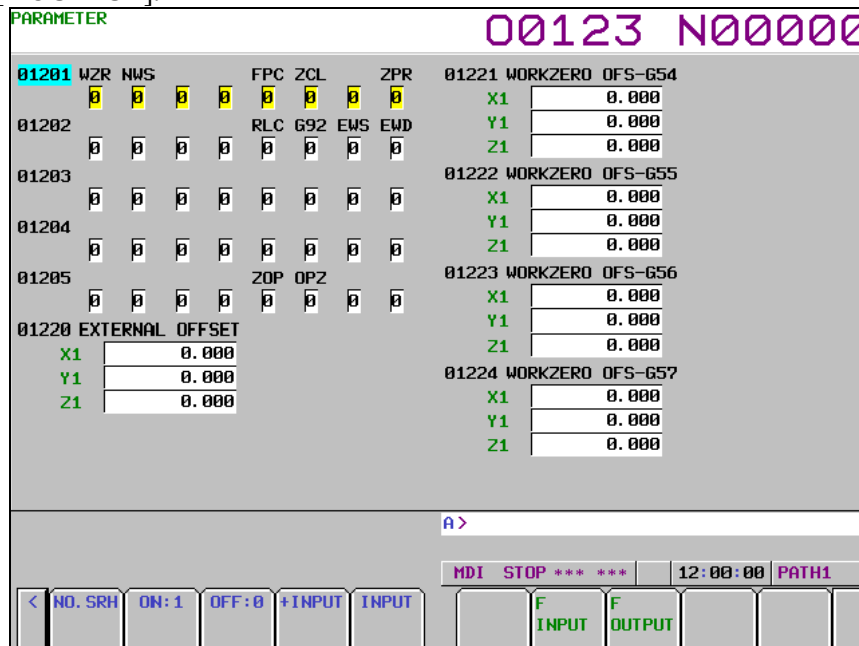 PARAMETER
O0123 N00000
01201 WZR NWS FPC ZCL ZPR
0 0 0 0 0 0 0 0
01202 RLC G92 EWS EWD
0 0 0 0 0 0 0 0
01203
0 0 0 0 0 0 0 0
01204
0 0 0 0 0 0 0 0
01205 ZOP OPZ
0 0 0 0 0 0 0 0
01220 EXTERNAL OFFSET
X1 0.000
Y1 0.000
Z1 0.000
01221 WORKZERO OFS-G54
X1 0.000
Y1 0.000
Z1 0.000
01222 WORKZERO OFS-G55
X1 0.000
Y1 0.000
Z1 0.000
01223 WORKZERO OFS-G56
X1 0.000
Y1 0.000
Z1 0.000
01224 WORKZERO OFS-G57
X1 0.000
Y1 0.000
Z1 0.000
A>
MDI STOP *** *** 12:00:00 PATH1
< NO.SRH ON:1 OFF:0 +INPUT INPUT
F INPUT
F OUTPUT